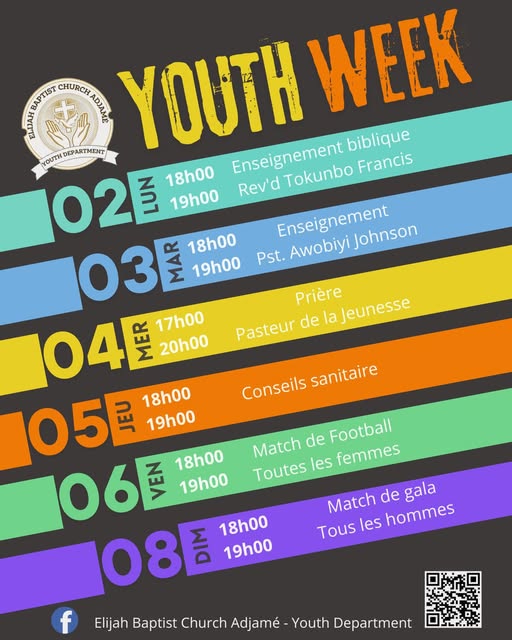 YOUTH WEEK
ELIJAH BAPTIST CHURCH ADJAMÉ
YOUTH DEPARTMENT
02 LUN
18h00
19h00
Enseignement biblique
Rev'd Tokunbo Francis
03 MAR
18h00
19h00
Enseignement
Pst. Awobiyi Johnson
04 MER
17h00
20h00
Prière
Pasteur de la Jeunesse
05 JEU
18h00
19h00
Conseils sanitaire
06 VEN
18h00
19h00
Match de Football
Toutes les femmes
08 DIM
18h00
19h00
Match de gala
Tous les hommes
f
Elijah Baptist Church Adjamé - Youth Department